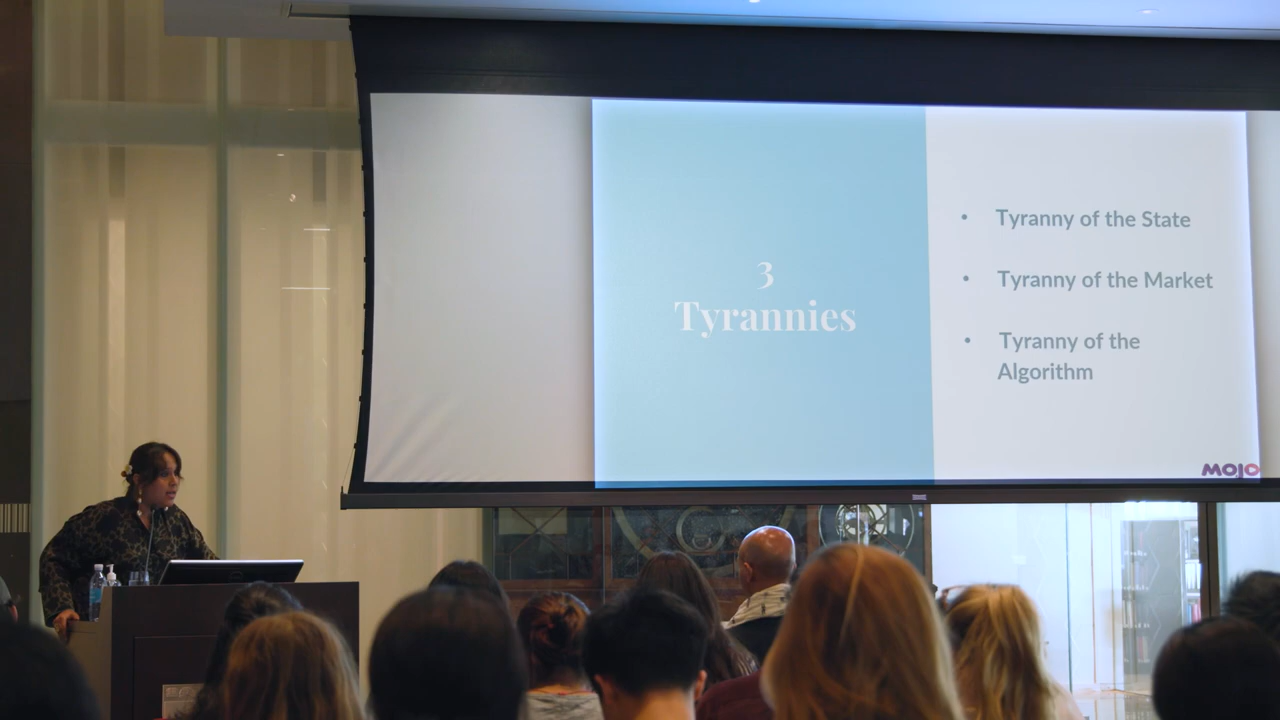 3
Tyrannies
• Tyranny of the State
• Tyranny of the Market
• Tyranny of the
Algorithm
MOJO